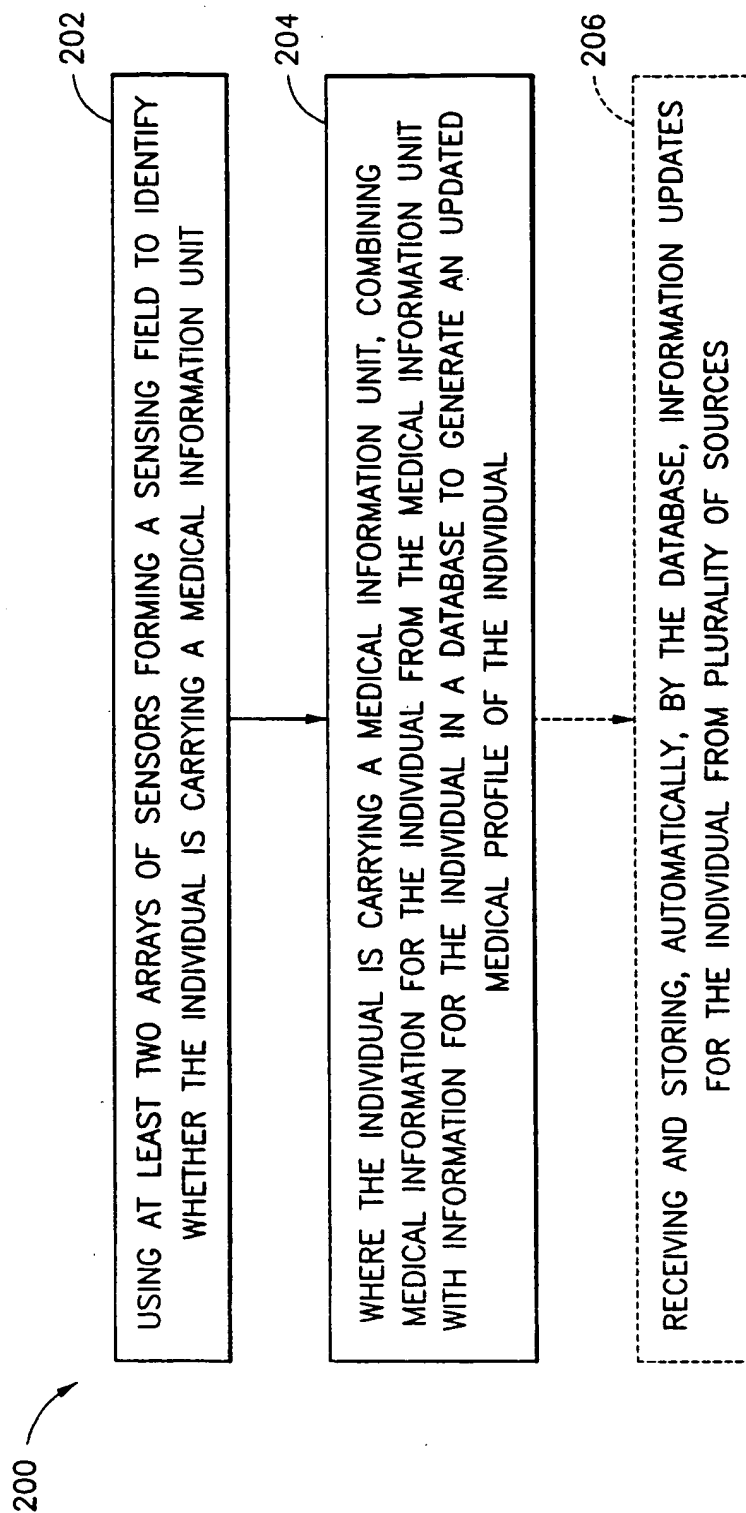 200
202
USING AT LEAST TWO ARRAYS OF SENSORS FORMING A SENSING FIELD TO IDENTIFY
WHETHER THE INDIVIDUAL IS CARRYING A MEDICAL INFORMATION UNIT
204
WHERE THE INDIVIDUAL IS CARRYING A MEDICAL INFORMATION UNIT, COMBINING
MEDICAL INFORMATION FOR THE INDIVIDUAL FROM THE MEDICAL INFORMATION UNIT
WITH INFORMATION FOR THE INDIVIDUAL IN A DATABASE TO GENERATE AN UPDATED
MEDICAL PROFILE OF THE INDIVIDUAL
206
RECEIVING AND STORING, AUTOMATICALLY, BY THE DATABASE, INFORMATION UPDATES
FOR THE INDIVIDUAL FROM PLURALITY OF SOURCES